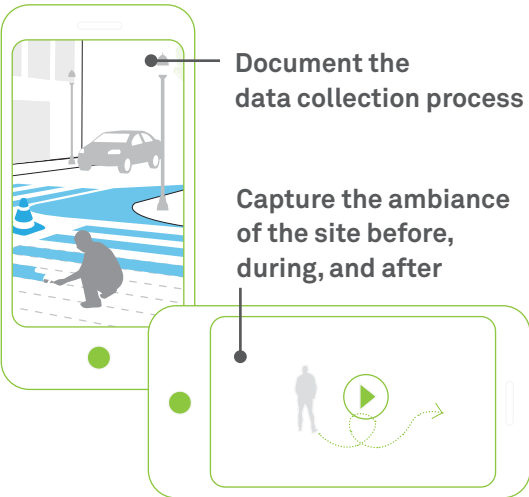 Document the
data collection process
Capture the ambiance
of the site before,
during, and after